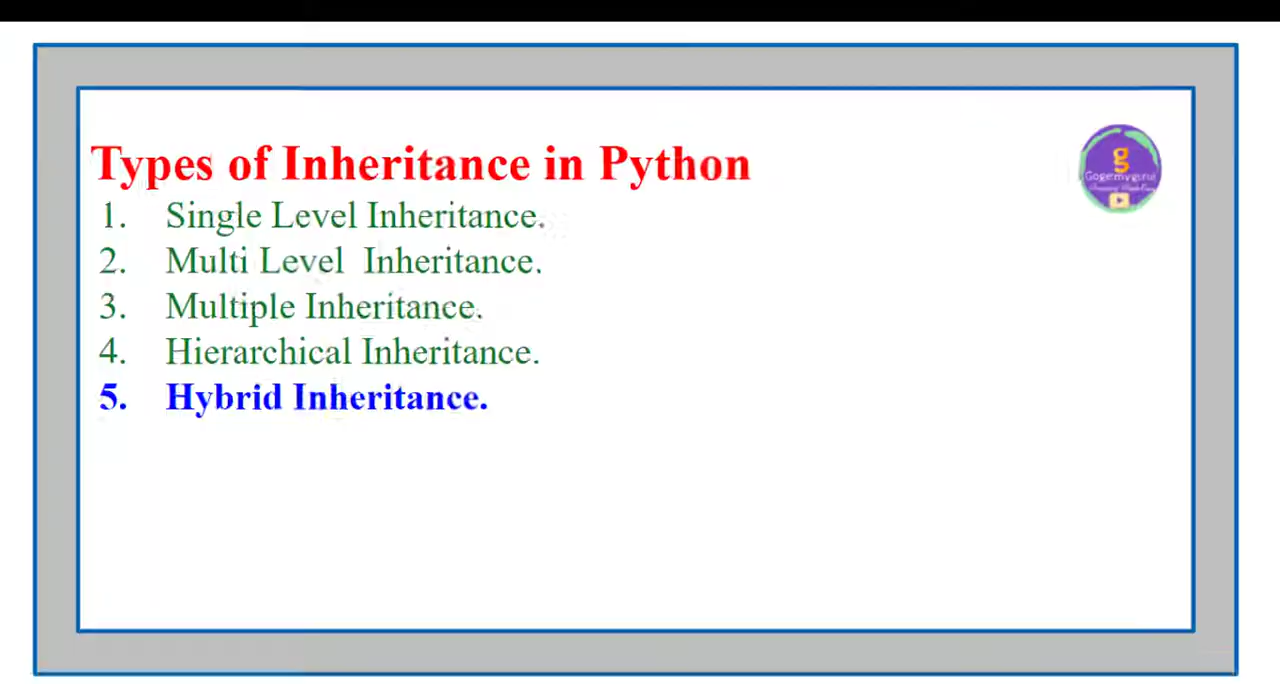 Types of Inheritance in Python
g
1. Single Level Inheritance.
2. Multi Level Inheritance.
3. Multiple Inheritance.
4. Hierarchical Inheritance.
5. Hybrid Inheritance.